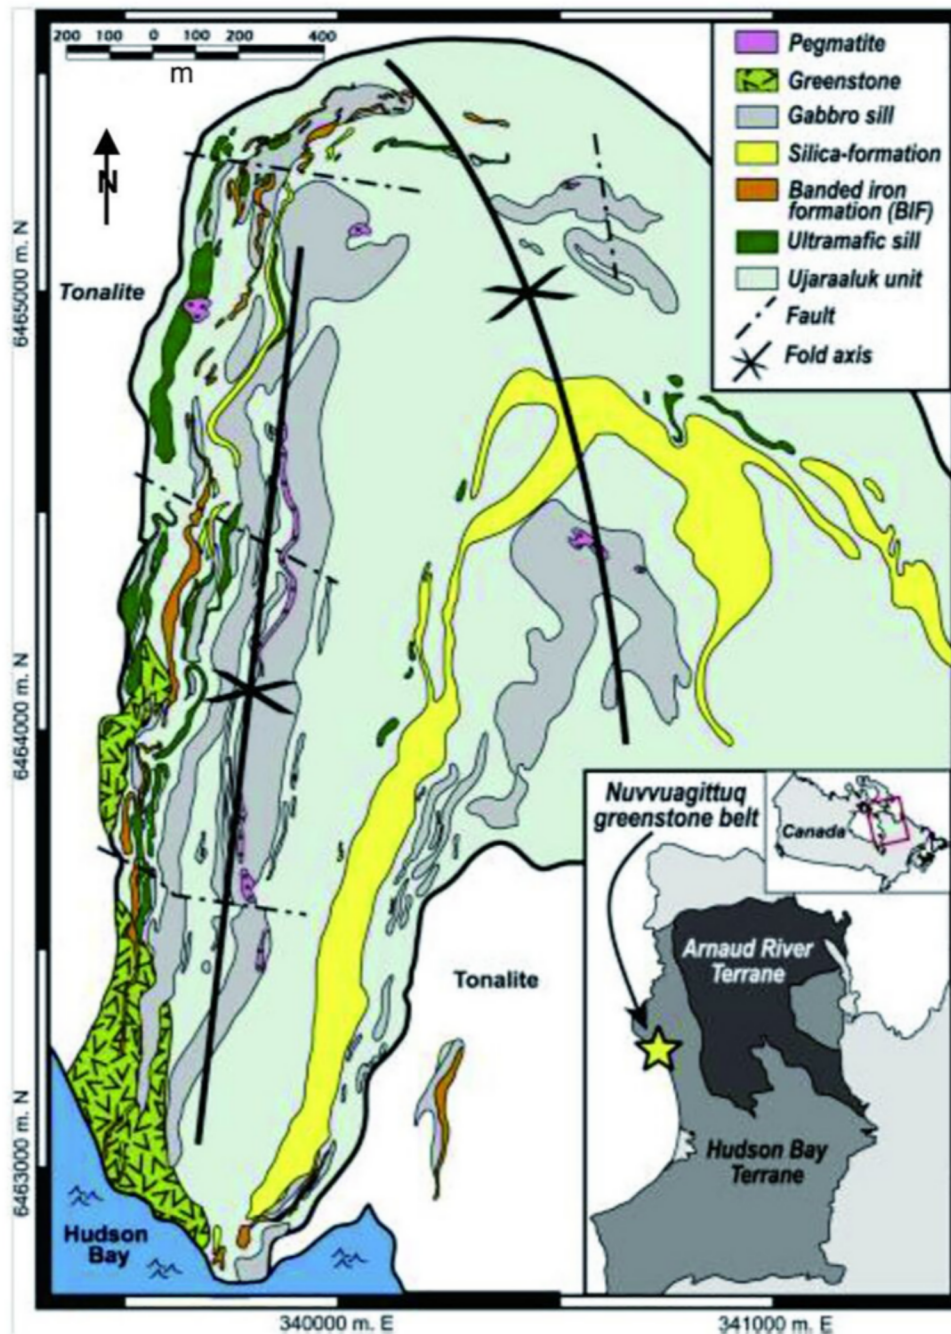 200 100 0 100 200 400
m
N
Pegmatite
Greenstone
Gabbro sill
Silica-formation
Banded iron
formation (BIF)
Ultramafic sill
Ujaraaluk unit
Fault
Fold axis
Tonalite
6465000 m. N
6464000 m. N
6463000 m. N
Tonalite
Hudson
Bay
Nuvvuagittuq
greenstone belt
Canada
Arnaud River
Terrane
Hudson Bay
Terrane
340000 m. E
341000 m. E